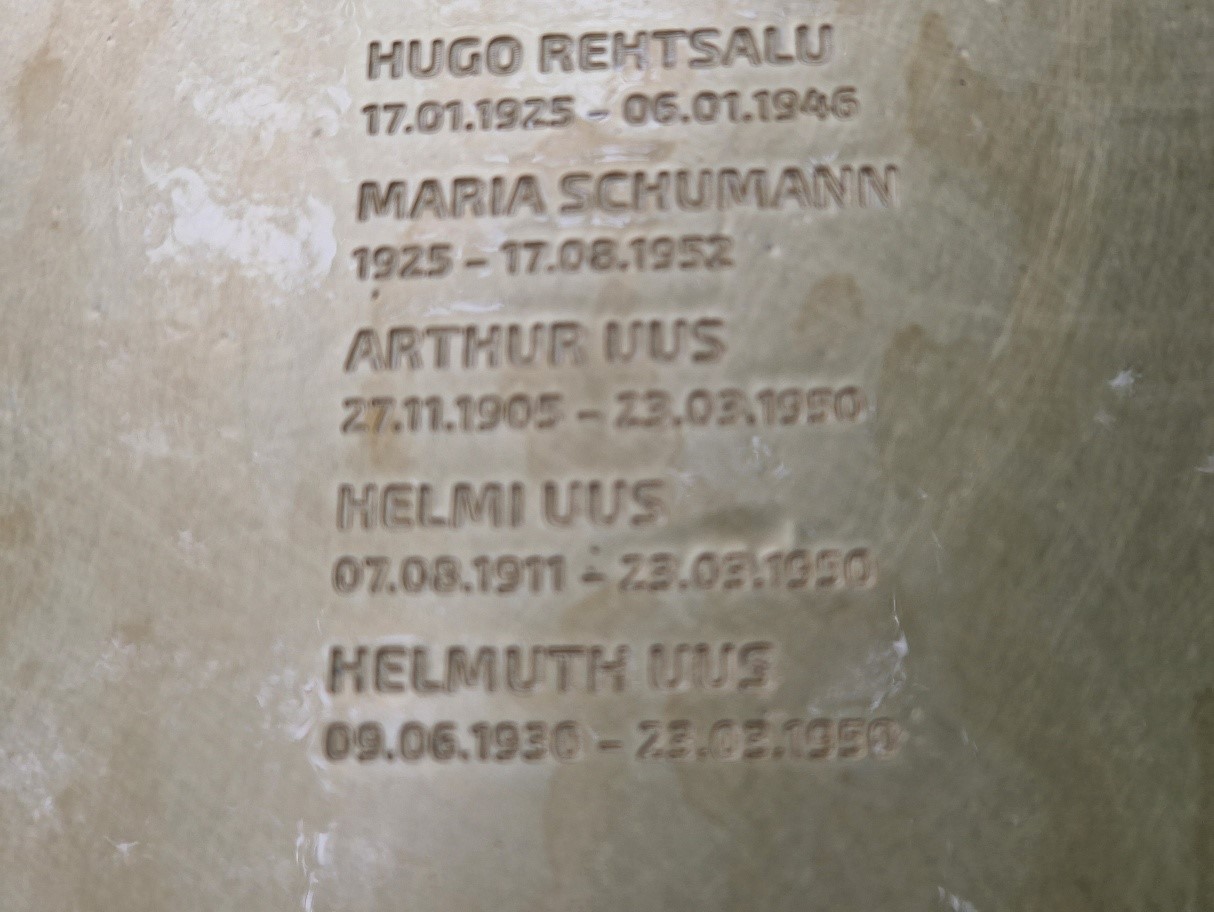 HUGO REHTSALU
17.01.1925 – 06.01.1946
MARIA SCHUMANN
1925 – 17.08.1952
ARTHUR UUS
27.11.1905 – 23.03.1950
HELMI UUS
07.08.1911 – 23.03.1950
HELMUTH UUS
09.06.1930 – 23.03.1950